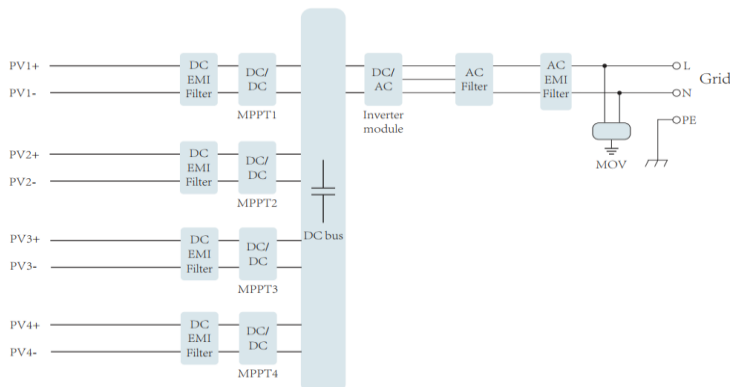 PV1+
PV1-
DC
EMI
Filter
DC/
DC
MPPT1
PV2+
PV2-
DC
EMI
Filter
DC/
DC
MPPT2
PV3+
PV3-
DC
EMI
Filter
DC/
DC
MPPT3
PV4+
PV4-
DC
EMI
Filter
DC/
DC
MPPT4
DC bus
DC/
AC
Inverter
module
AC
Filter
AC
EMI
Filter
L
N
PE
Grid
MOV